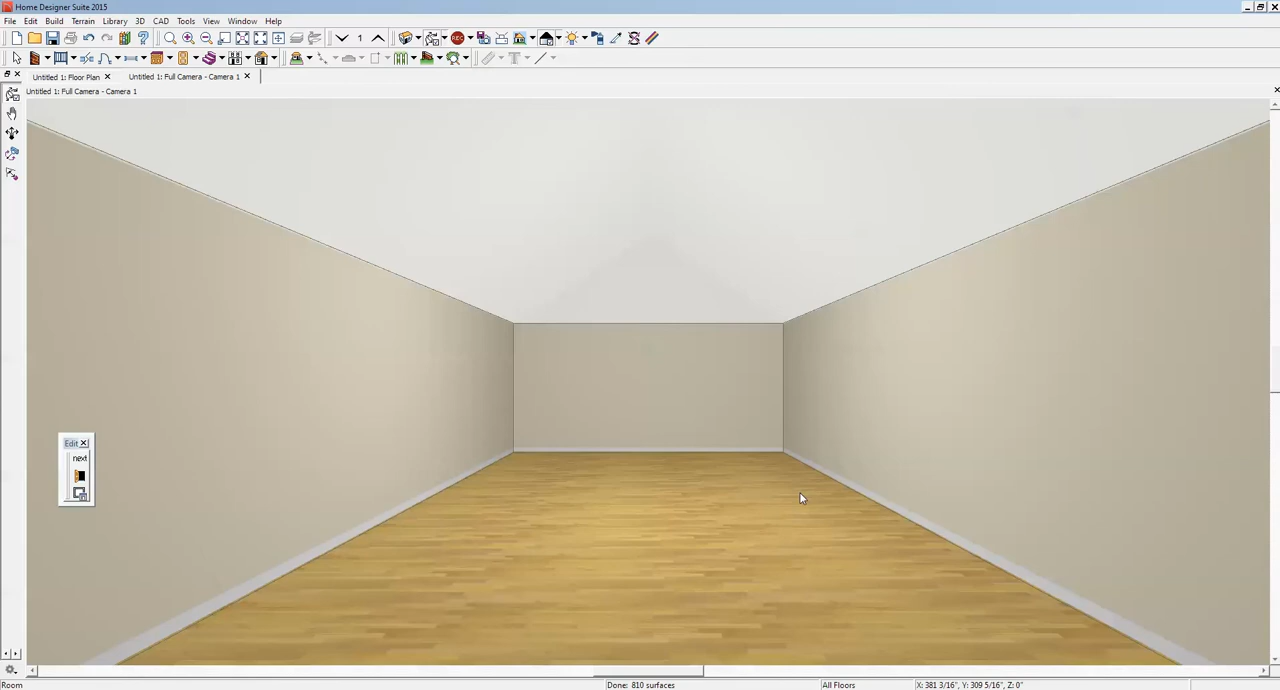 Home Designer Suite 2015
File Edit Build Terrain Library 3D CAD Tools View Window Help
1
REC
Untitled 1: Floor Plan Untitled 1: Full Camera - Camera 1
Untitled 1: Full Camera - Camera 1
Edit
next
Room Done: 810 surfaces All Floors X: 381 3/16", Y: 309 5/16", Z: 0"